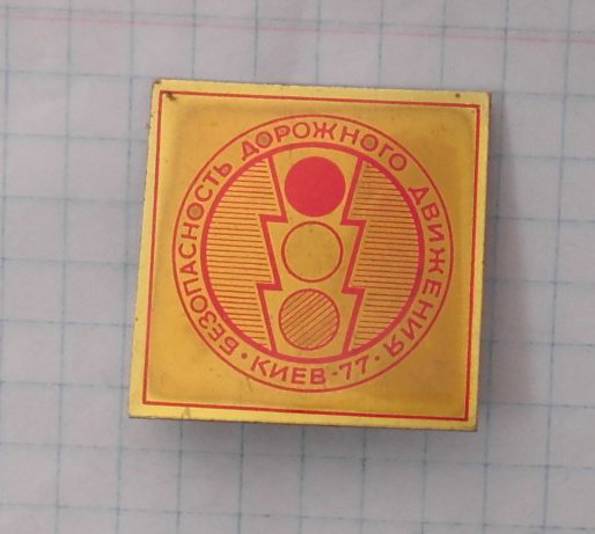 БЕЗОПАСНОСТЬ ДОРОЖНОГО ДВИЖЕНИЯ
· КИЕВ-77 ·